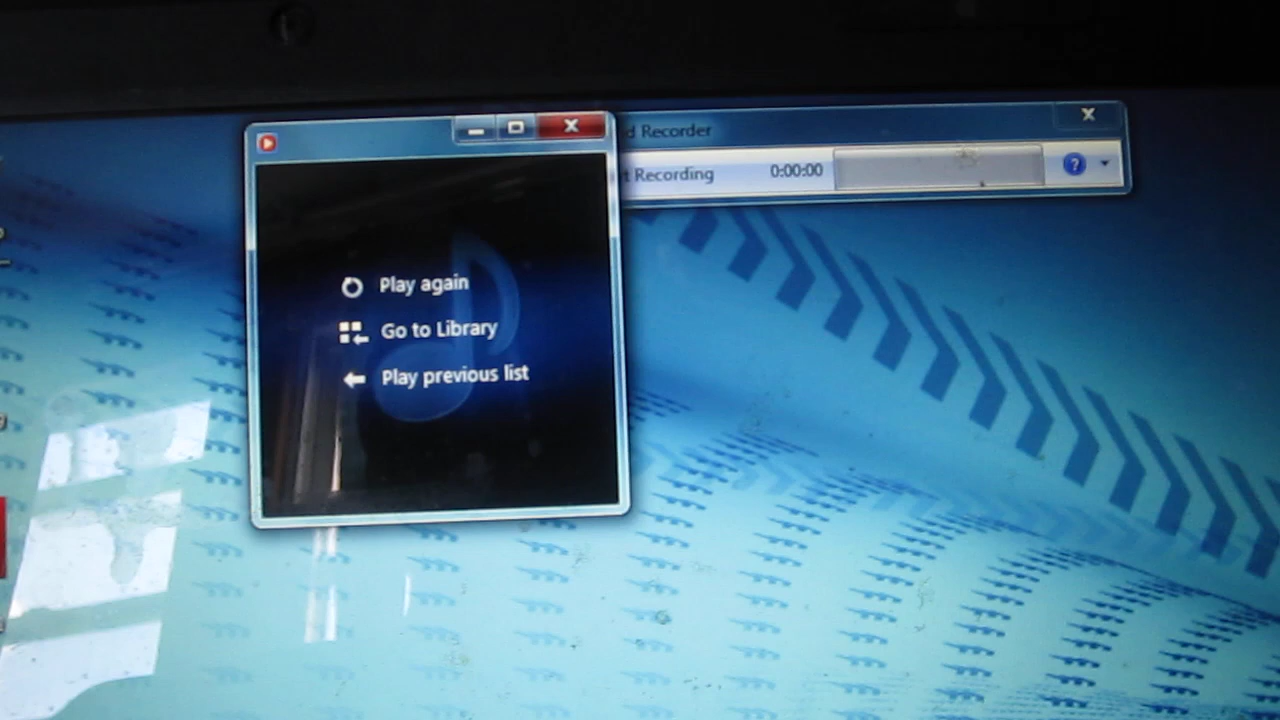 d Recorder
t Recording 0:00:00
?
Play again
Go to Library
Play previous list